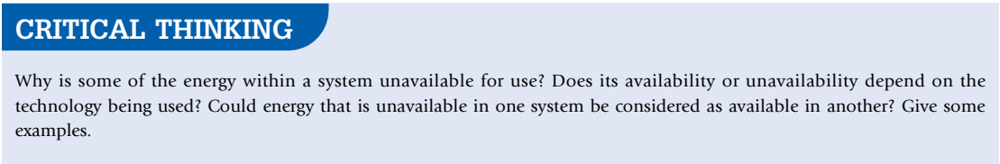 CRITICAL THINKING
Why is some of the energy within a system unavailable for use? Does its availability or unavailability depend on the
technology being used? Could energy that is unavailable in one system be considered as available in another? Give some
examples.